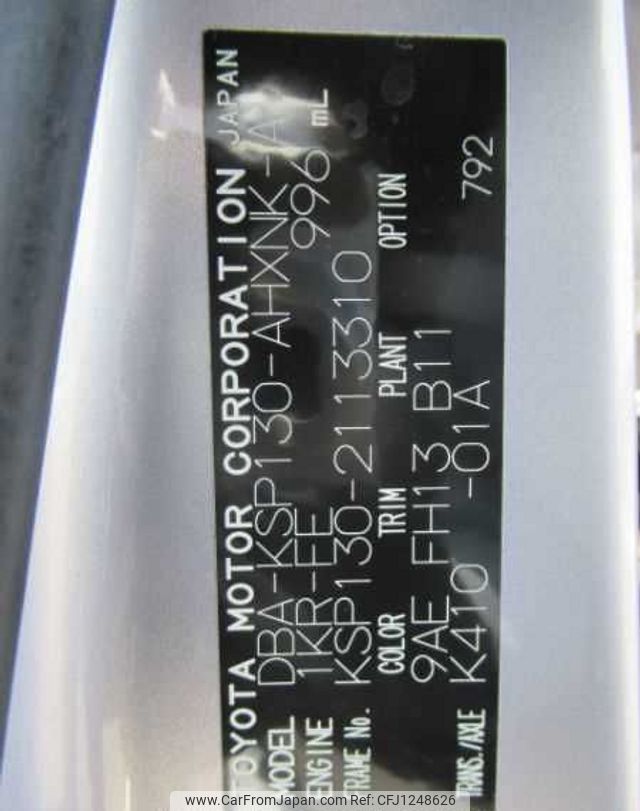 TOYOTA MOTOR CORPORATION JAPAN
MODEL DBA-KSP130-AHXNK-A
ENGINE 1KR-FE 996 mL
FRAME No. KSP130-2113310
COLOR TRIM PLANT OPTION
9AE FH13 B11 792
TRANS./AXLE K410 -01A
www.CarFromJapan.com | Ref:No CFJ1248626